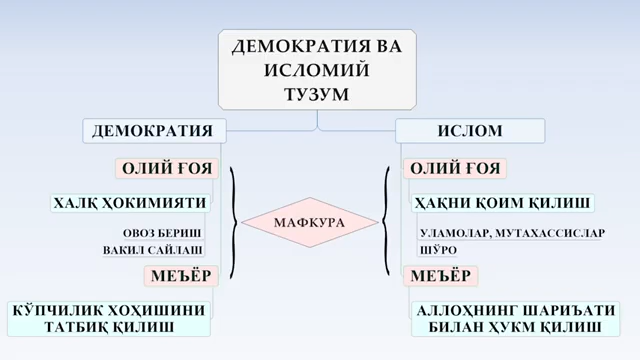 ДЕМОКРАТИЯ ВА
ИСЛОМИЙ
ТУЗУМ
ДЕМОКРАТИЯ
ОЛИЙ ҒОЯ
ХАЛҚ ҲОКИМИЯТИ
ОВОЗ БЕРИШ
ВАКИЛ САЙЛАШ
МЕЪЁР
КЎПЧИЛИК ХОҲИШИНИ
ТАТБИҚ ҚИЛИШ
МАФКУРА
ИСЛОМ
ОЛИЙ ҒОЯ
ҲАҚНИ ҚОИМ ҚИЛИШ
УЛАМОЛАР, МУТАХАССИСЛАР
ШЎРО
МЕЪЁР
АЛЛОҲНИНГ ШАРИЪАТИ
БИЛАН ҲУКМ ҚИЛИШ